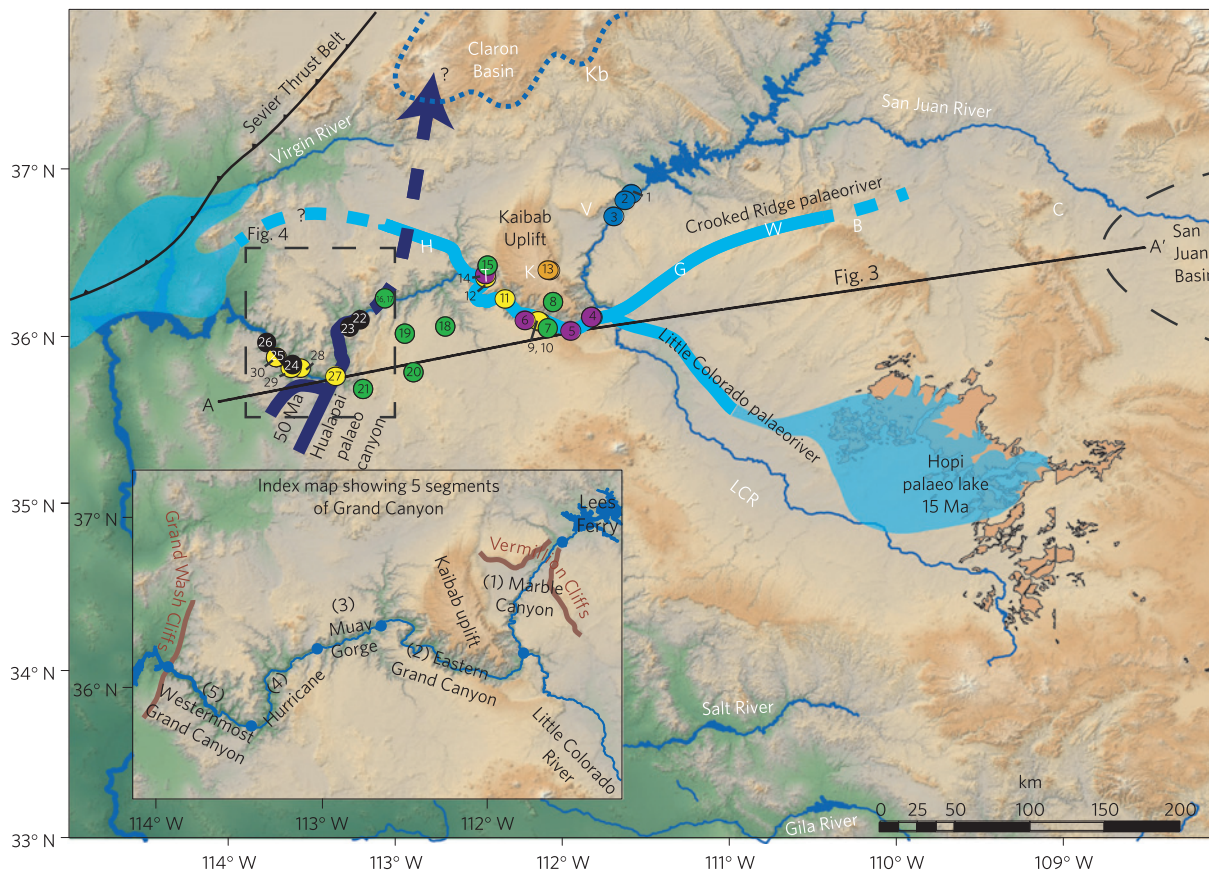 Claron
Basin
?
Kb
Sevier Thrust Belt
Virgin River
San Juan River
37° N
36° N
35° N
34° N
33° N
1
2
3
V
Kaibab
Uplift
Crooked Ridge palaeoriver
W
B
C
G
San
Juan
Basin
A'
Fig. 3
?
Fig. 4
H
15
14
T
12
K
13
11
8
6
7
5
4
9, 10
16, 17
22
23
19
18
20
21
26
25
24
28
30
29
27
A
50 Ma
Hualapai
palaeo
canyon
Little Colorado palaeoriver
LCR
Hopi
palaeo lake
15 Ma
Index map showing 5 segments
of Grand Canyon
37° N
36° N
Lees
Ferry
Grand Wash Cliffs
Vermilion Cliffs
(1) Marble
Canyon
Kaibab uplift
(3)
Muav
Gorge
(2) Eastern
Grand Canyon
(4)
Hurricane
(5)
Westernmost
Grand Canyon
Little Colorado
River
114° W
113° W
112° W
Salt River
Gila River
km
0 25 50 100 150 200
114° W
113° W
112° W
111° W
110° W
109° W